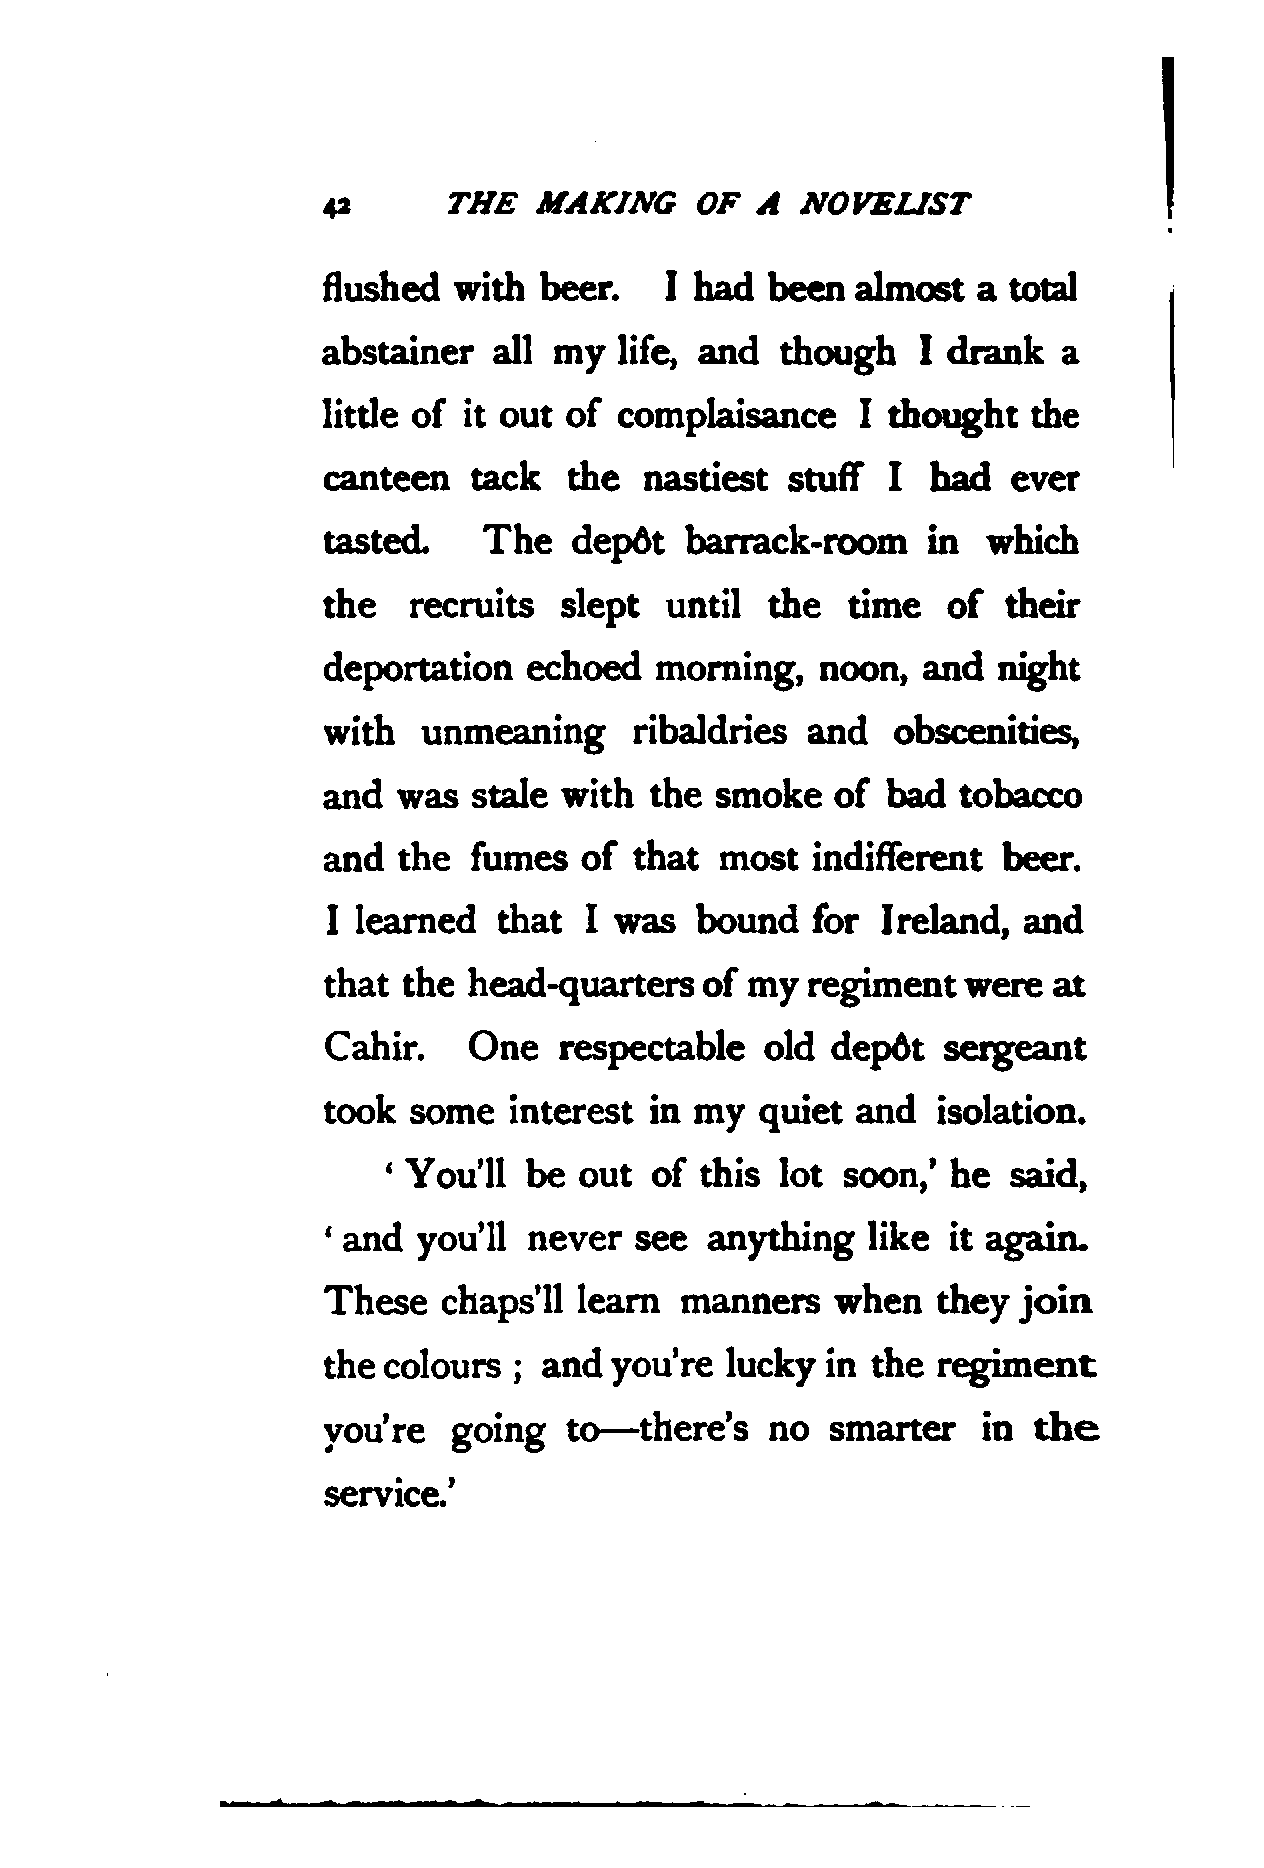 42 THE MAKING OF A NOVELIST
flushed with beer. I had been almost a total
abstainer all my life, and though I drank a
little of it out of complaisance I thought the
canteen tack the nastiest stuff I had ever
tasted. The depôt barrack-room in which
the recruits slept until the time of their
deportation echoed morning, noon, and night
with unmeaning ribaldries and obscenities,
and was stale with the smoke of bad tobacco
and the fumes of that most indifferent beer.
I learned that I was bound for Ireland, and
that the head-quarters of my regiment were at
Cahir. One respectable old depôt sergeant
took some interest in my quiet and isolation.
‘ You'll be out of this lot soon,’ he said,
‘ and you'll never see anything like it again.
These chaps'll learn manners when they join
the colours ; and you're lucky in the regiment
you're going to—there's no smarter in the
service.’